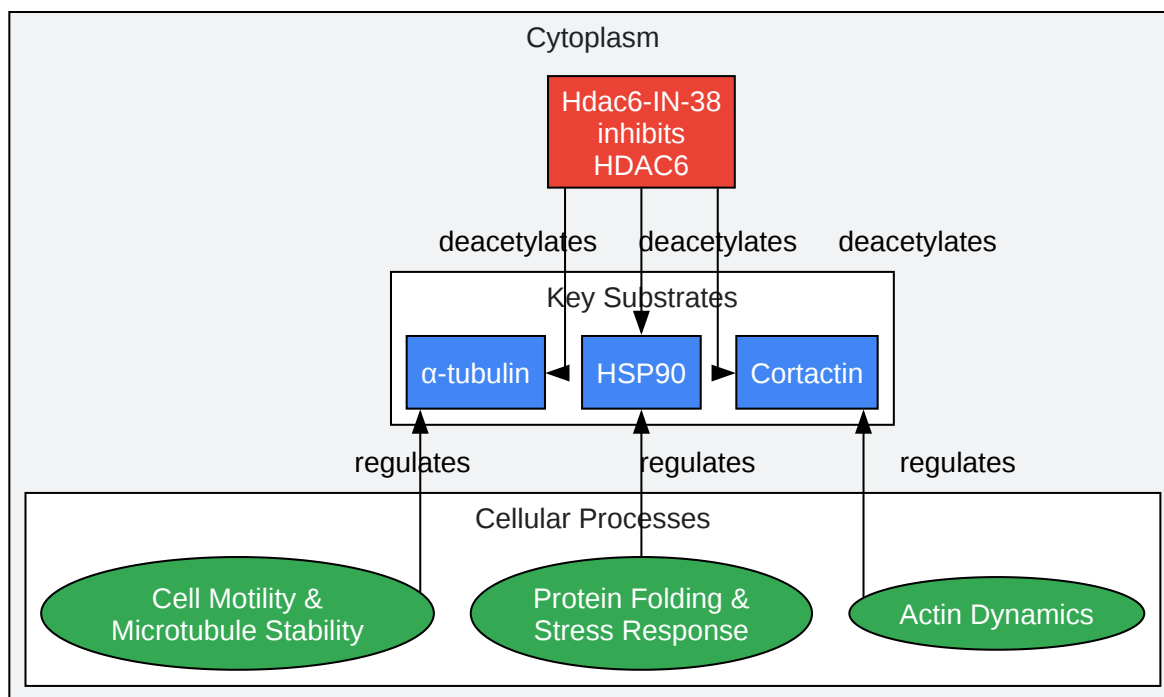 Cytoplasm
Hdac6-IN-38
inhibits
HDAC6
deacetylates
deacetylates
deacetylates
Key Substrates
α-tubulin
HSP90
Cortactin
regulates
regulates
regulates
Cellular Processes
Cell Motility &
Microtubule Stability
Protein Folding &
Stress Response
Actin Dynamics